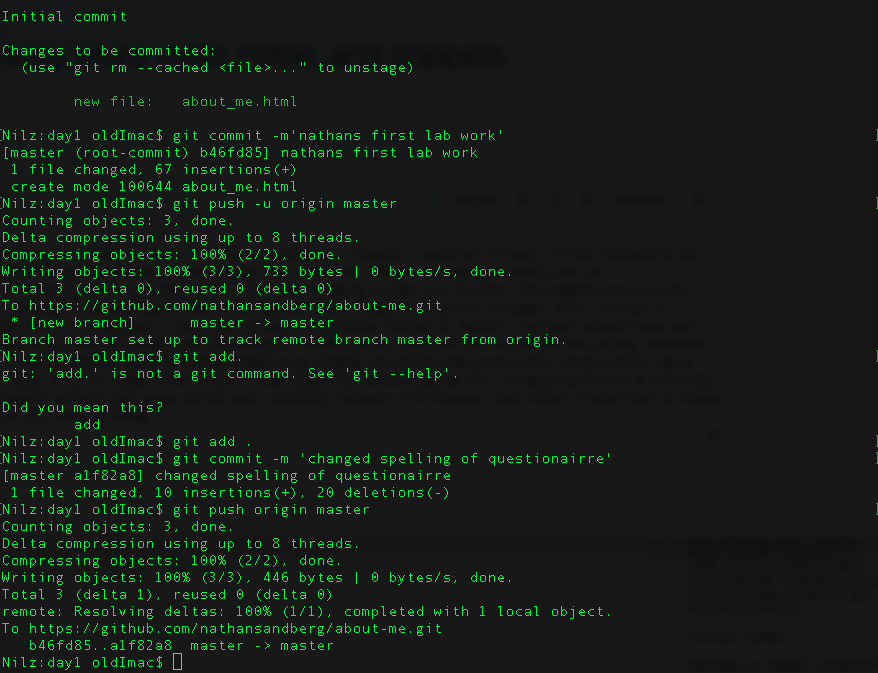 Initial commit

Changes to be committed:
  (use "git rm --cached <file>..." to unstage)

        new file:   about_me.html

[Nilz:day1 oldImac$ git commit -m'nathans first lab work'
[master (root-commit) b46fd85] nathans first lab work
 1 file changed, 67 insertions(+)
 create mode 100644 about_me.html
[Nilz:day1 oldImac$ git push -u origin master
Counting objects: 3, done.
Delta compression using up to 8 threads.
Compressing objects: 100% (2/2), done.
Writing objects: 100% (3/3), 733 bytes | 0 bytes/s, done.
Total 3 (delta 0), reused 0 (delta 0)
To https://github.com/nathansandberg/about-me.git
 * [new branch]      master -> master
Branch master set up to track remote branch master from origin.
[Nilz:day1 oldImac$ git add.
git: 'add.' is not a git command. See 'git --help'.

Did you mean this?
        add
[Nilz:day1 oldImac$ git add .
[Nilz:day1 oldImac$ git commit -m 'changed spelling of questionairre'
[master a1f82a8] changed spelling of questionairre
 1 file changed, 10 insertions(+), 20 deletions(-)
[Nilz:day1 oldImac$ git push origin master
Counting objects: 3, done.
Delta compression using up to 8 threads.
Compressing objects: 100% (2/2), done.
Writing objects: 100% (3/3), 446 bytes | 0 bytes/s, done.
Total 3 (delta 1), reused 0 (delta 0)
remote: Resolving deltas: 100% (1/1), completed with 1 local object.
To https://github.com/nathansandberg/about-me.git
   b46fd85..a1f82a8  master -> master
Nilz:day1 oldImac$